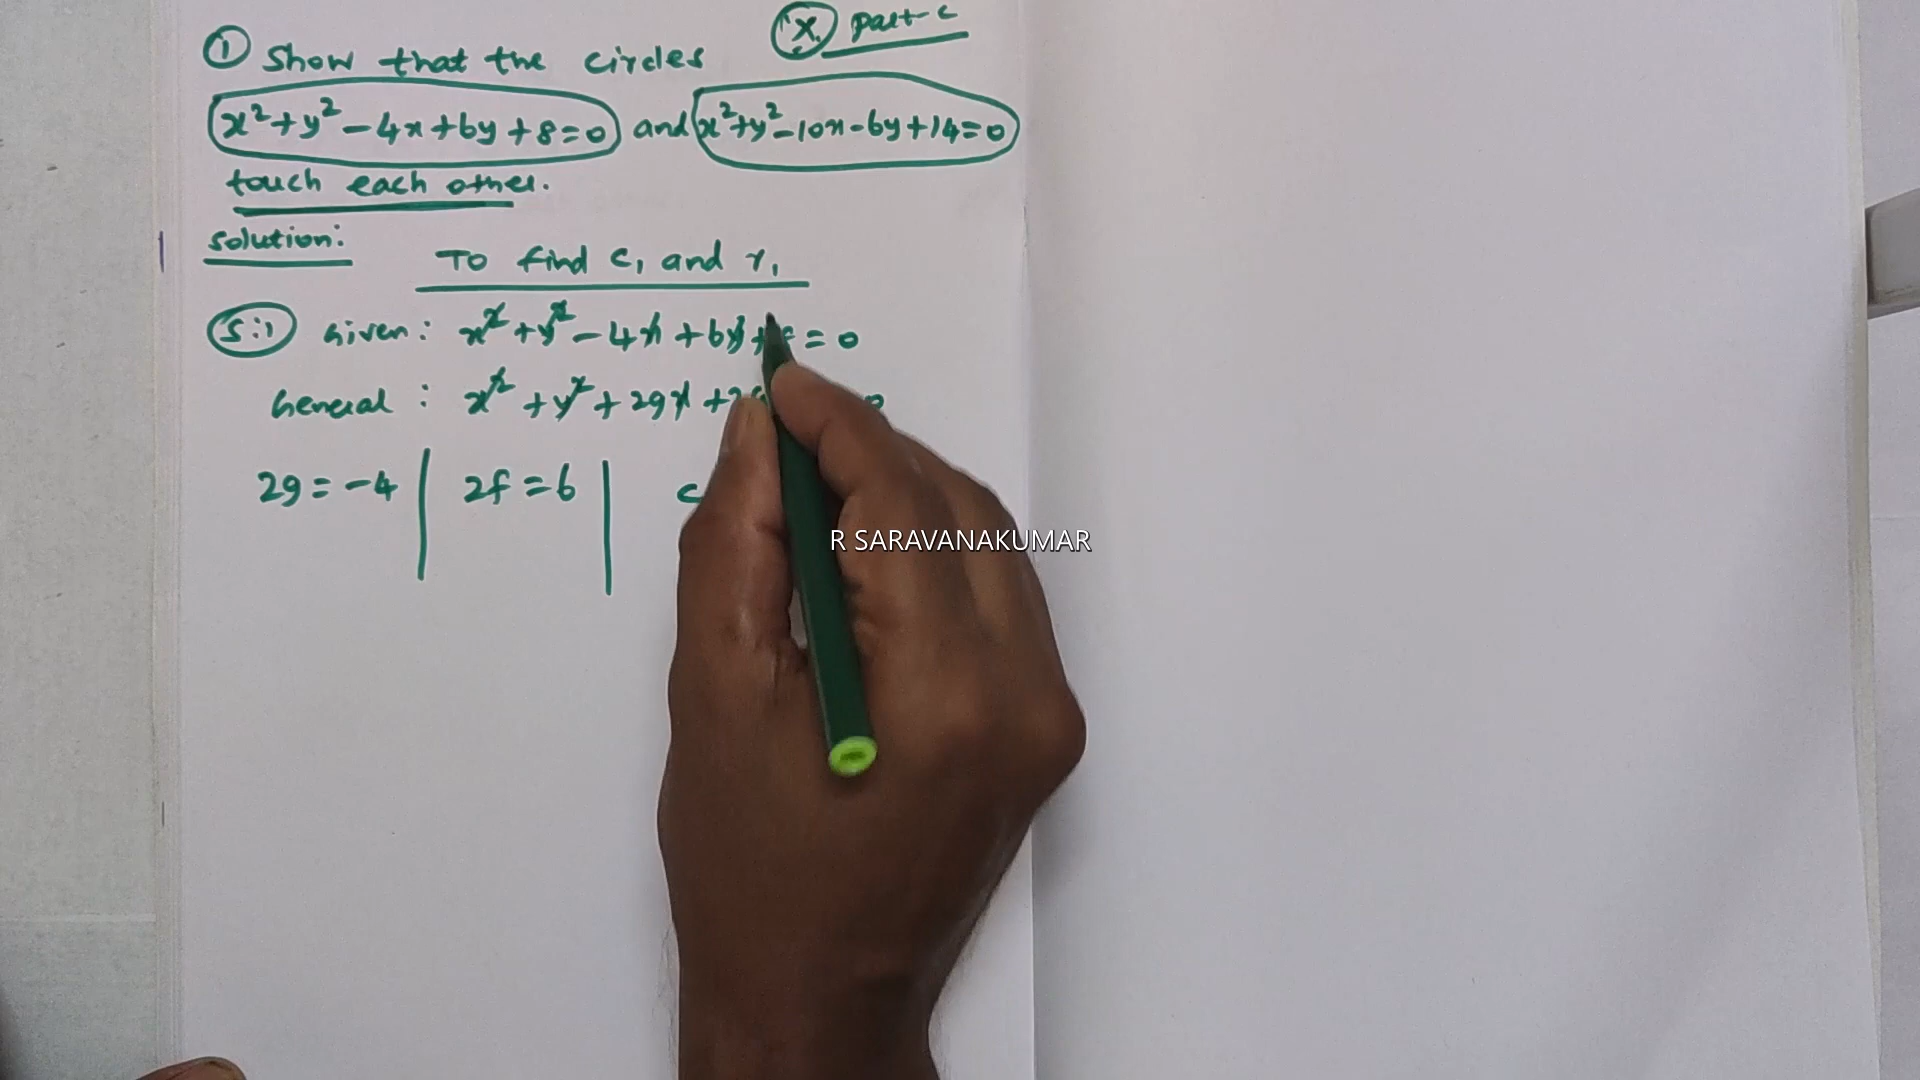 ① Show that the circles
(X) Part-C
x²+y²-4x+6y+8=0 and x²+y²-10x-6y+14=0
touch each other.
Solution:
To find c₁ and r₁
S:1 Given: x²+y²-4x+6y+8=0
General: x²+y²+2gx+2 0
2g=-4 | 2f=6 | c
R SARAVANAKUMAR